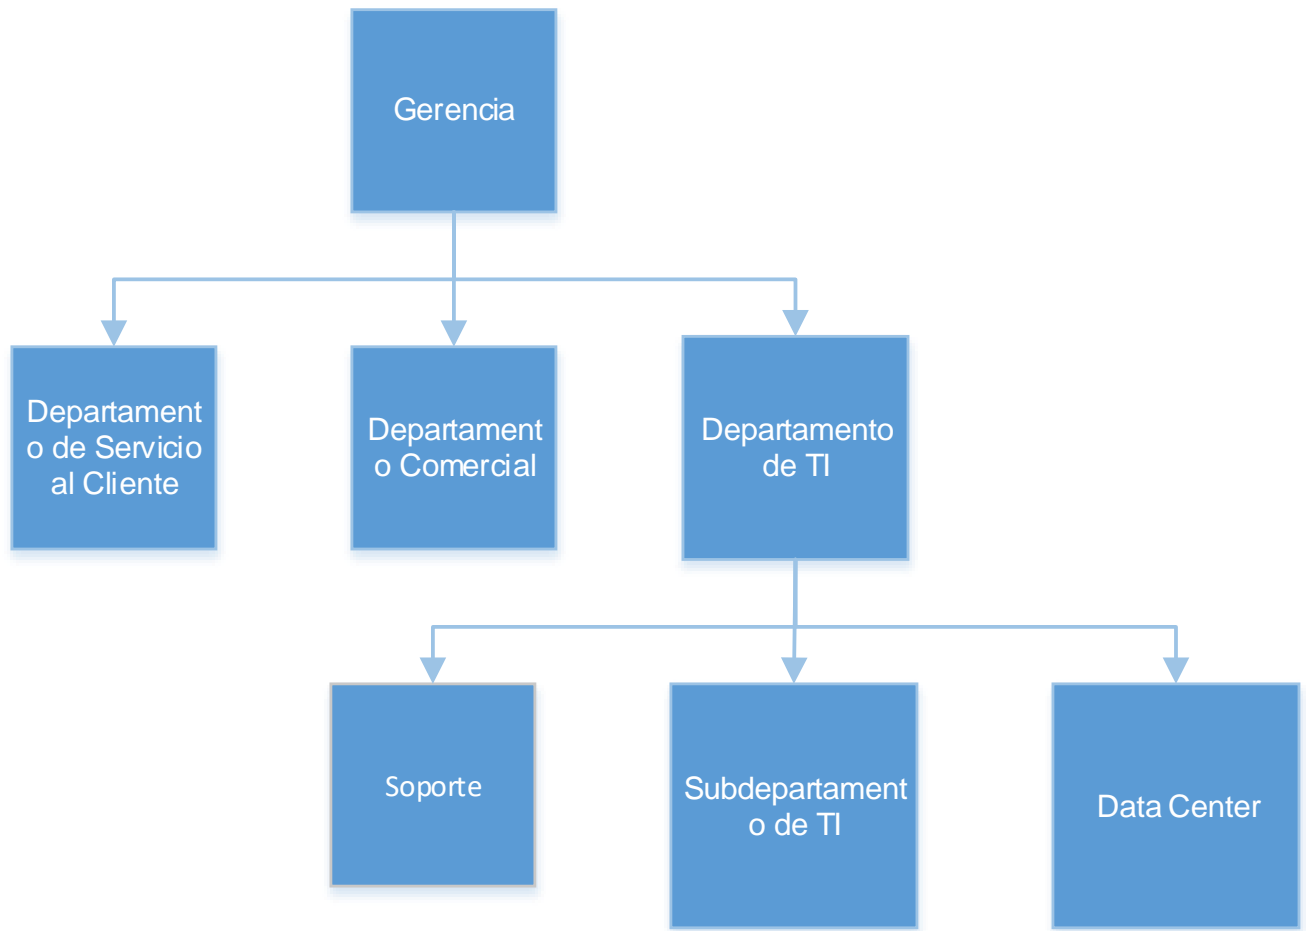 Gerencia
Departament
o de Servicio
al Cliente
Departament
o Comercial
Departamento
de TI
Soporte
Subdepartament
o de TI
Data Center